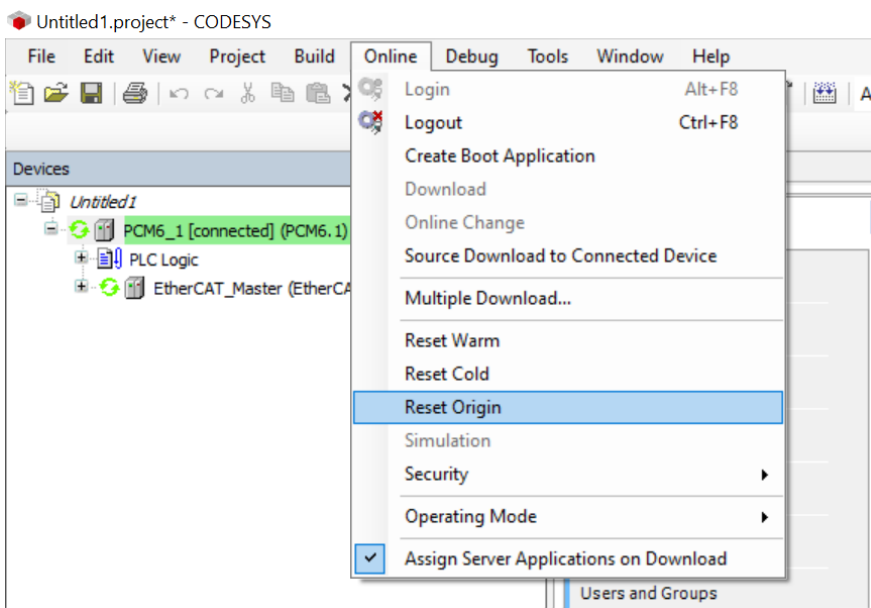 Untitled1.project* - CODESYS
File Edit View Project Build Online Debug Tools Window Help
Login Alt+F8
Logout Ctrl+F8
Create Boot Application
Download
Online Change
Source Download to Connected Device
Multiple Download...
Reset Warm
Reset Cold
Reset Origin
Simulation
Security
Operating Mode
Assign Server Applications on Download
A
Devices
Untitled1
PCM6_1 [connected] (PCM6.1)
PLC Logic
EtherCAT_Master (EtherCA
Users and Groups